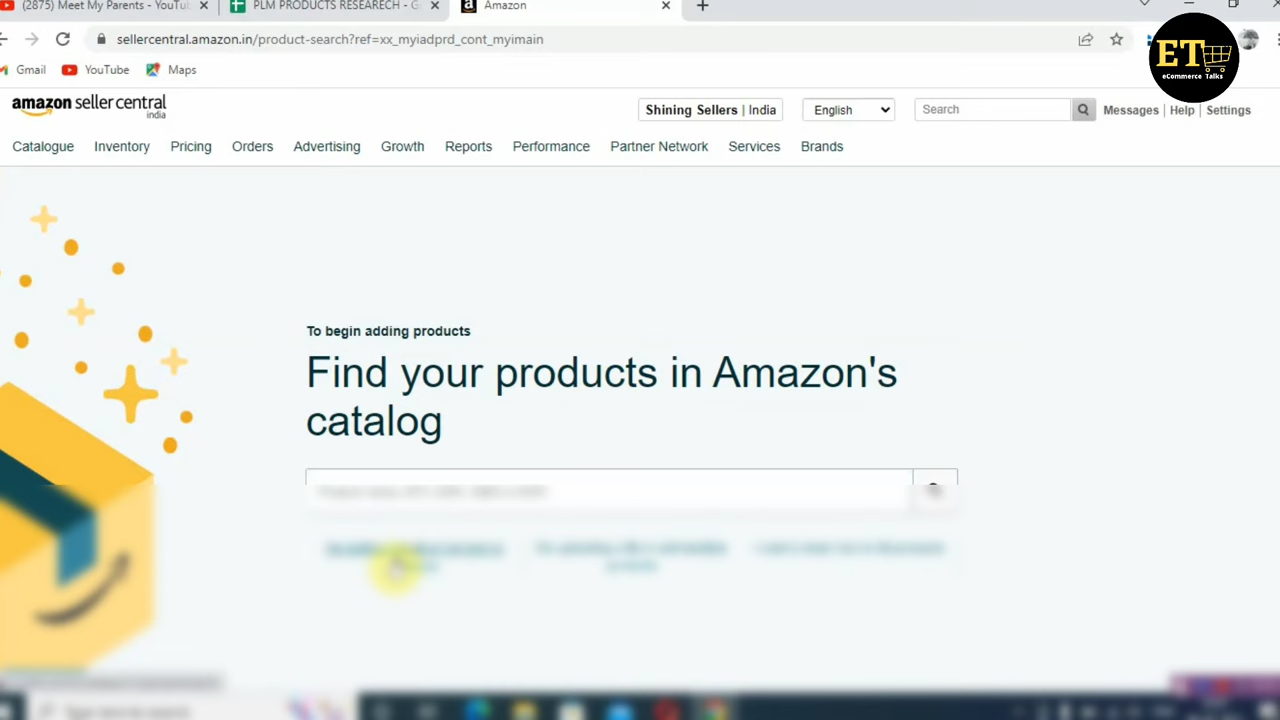 (2875) Meet My Parents - YouTu
PLM PRODUCTS RESEARECH - G
Amazon
sellercentral.amazon.in/product-search?ref=xx_myiadprd_cont_myimain
Gmail
YouTube
Maps
ET
eCommerce Talks
amazon seller central
india
Shining Sellers | India
English
Search
Messages | Help | Settings
Catalogue Inventory Pricing Orders Advertising Growth Reports Performance Partner Network Services Brands
To begin adding products
Find your products in Amazon's
catalog